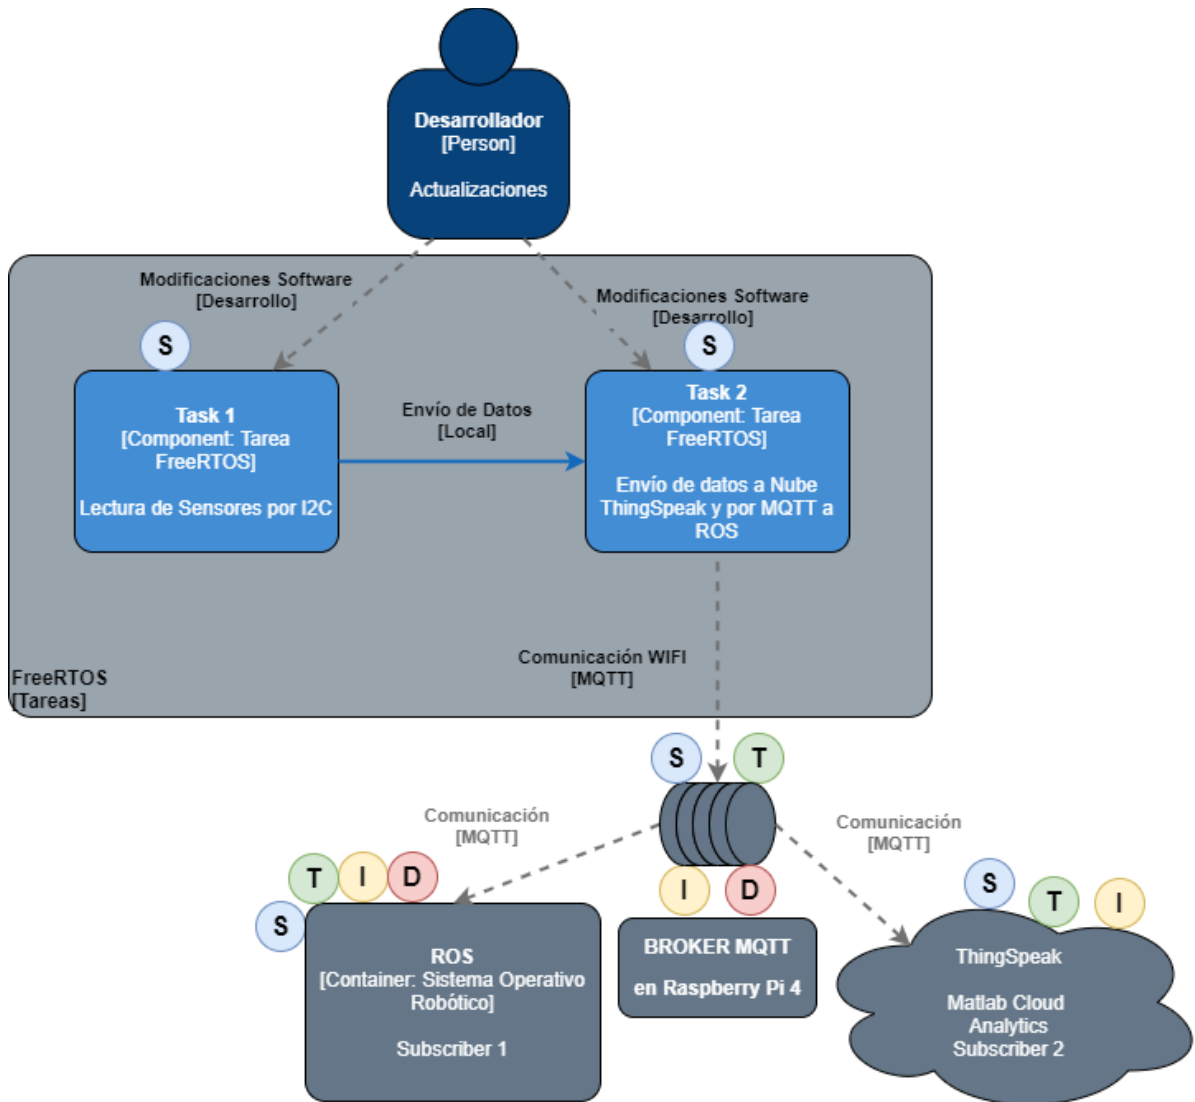 Desarrollador
[Person]
Actualizaciones
Modificaciones Software
[Desarrollo]
Modificaciones Software
[Desarrollo]
S
S
Task 1
[Component: Tarea
FreeRTOS]
Lectura de Sensores por I2C
Envío de Datos
[Local]
Task 2
[Component: Tarea
FreeRTOS]
Envío de datos a Nube
ThingSpeak y por MQTT a
ROS
Comunicación WIFI
[MQTT]
FreeRTOS
[Tareas]
S
T
I
D
Comunicación
[MQTT]
Comunicación
[MQTT]
S
T
I
D
ROS
[Container: Sistema Operativo
Robótico]
Subscriber 1
BROKER MQTT
en Raspberry Pi 4
S
T
I
ThingSpeak
Matlab Cloud
Analytics
Subscriber 2